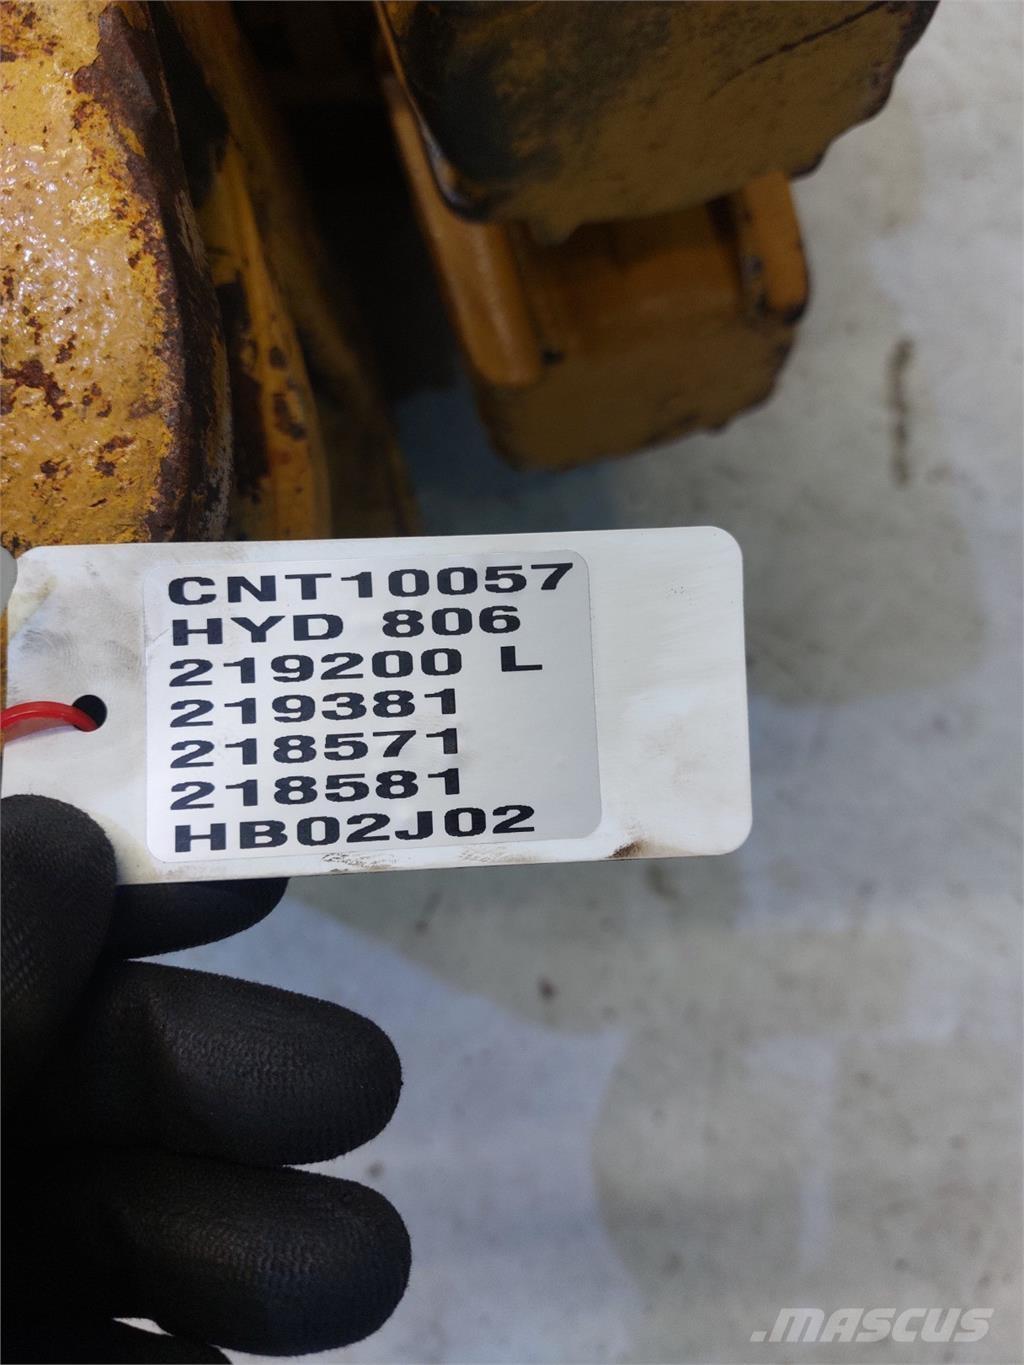 CNT10057
HYD 806
219200 L
219381
218571
218581
HB02J02
.MASCUS